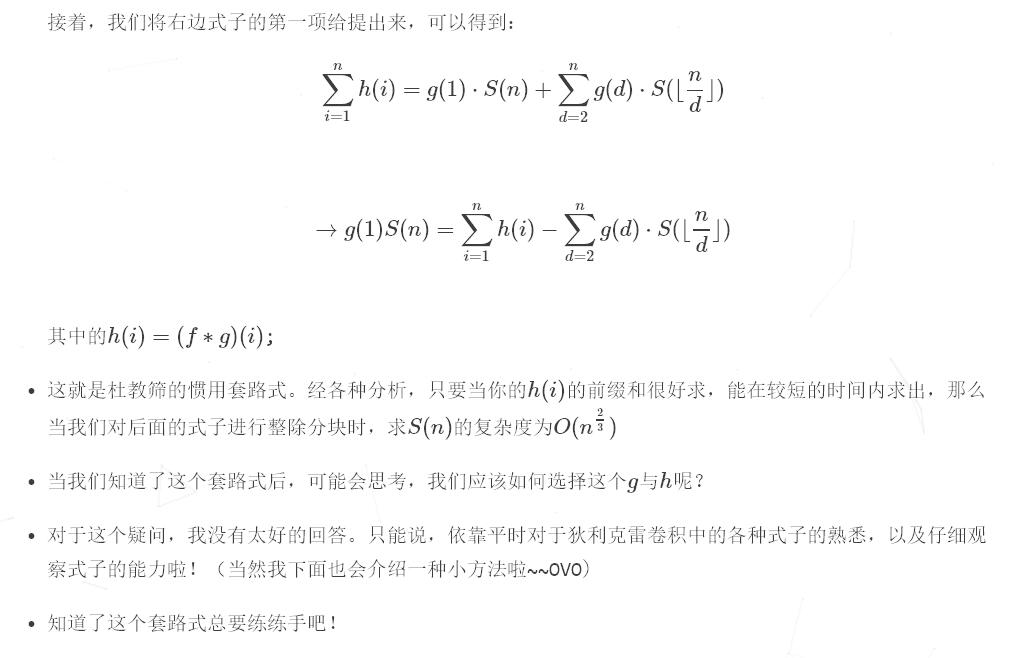 接着，我们将右边式子的第一项给提出来，可以得到：
$$\sum_{i=1}^{n} h(i) = g(1) \cdot S(n) + \sum_{d=2}^{n} g(d) \cdot S(\lfloor \frac{n}{d} \rfloor)$$
$$\to g(1)S(n) = \sum_{i=1}^{n} h(i) - \sum_{d=2}^{n} g(d) \cdot S(\lfloor \frac{n}{d} \rfloor)$$
其中的$h(i) = (f * g)(i)$;
• 这就是杜教筛的惯用套路式。经各种分析，只要当你的$h(i)$的前缀和很好求，能在较短的时间内求出，那么
当我们对后面的式子进行整除分块时，求$S(n)$的复杂度为$O(n^{\frac{2}{3}})$
• 当我们知道了这个套路式后，可能会思考，我们应该如何选择这个$g$与$h$呢？
• 对于这个疑问，我没有太好的回答。只能说，依靠平时对于狄利克雷卷积中的各种式子的熟悉，以及仔细观
察式子的能力啦！（当然我下面也会介绍一种小方法啦~~OVO）
• 知道了这个套路式总要练练手吧！